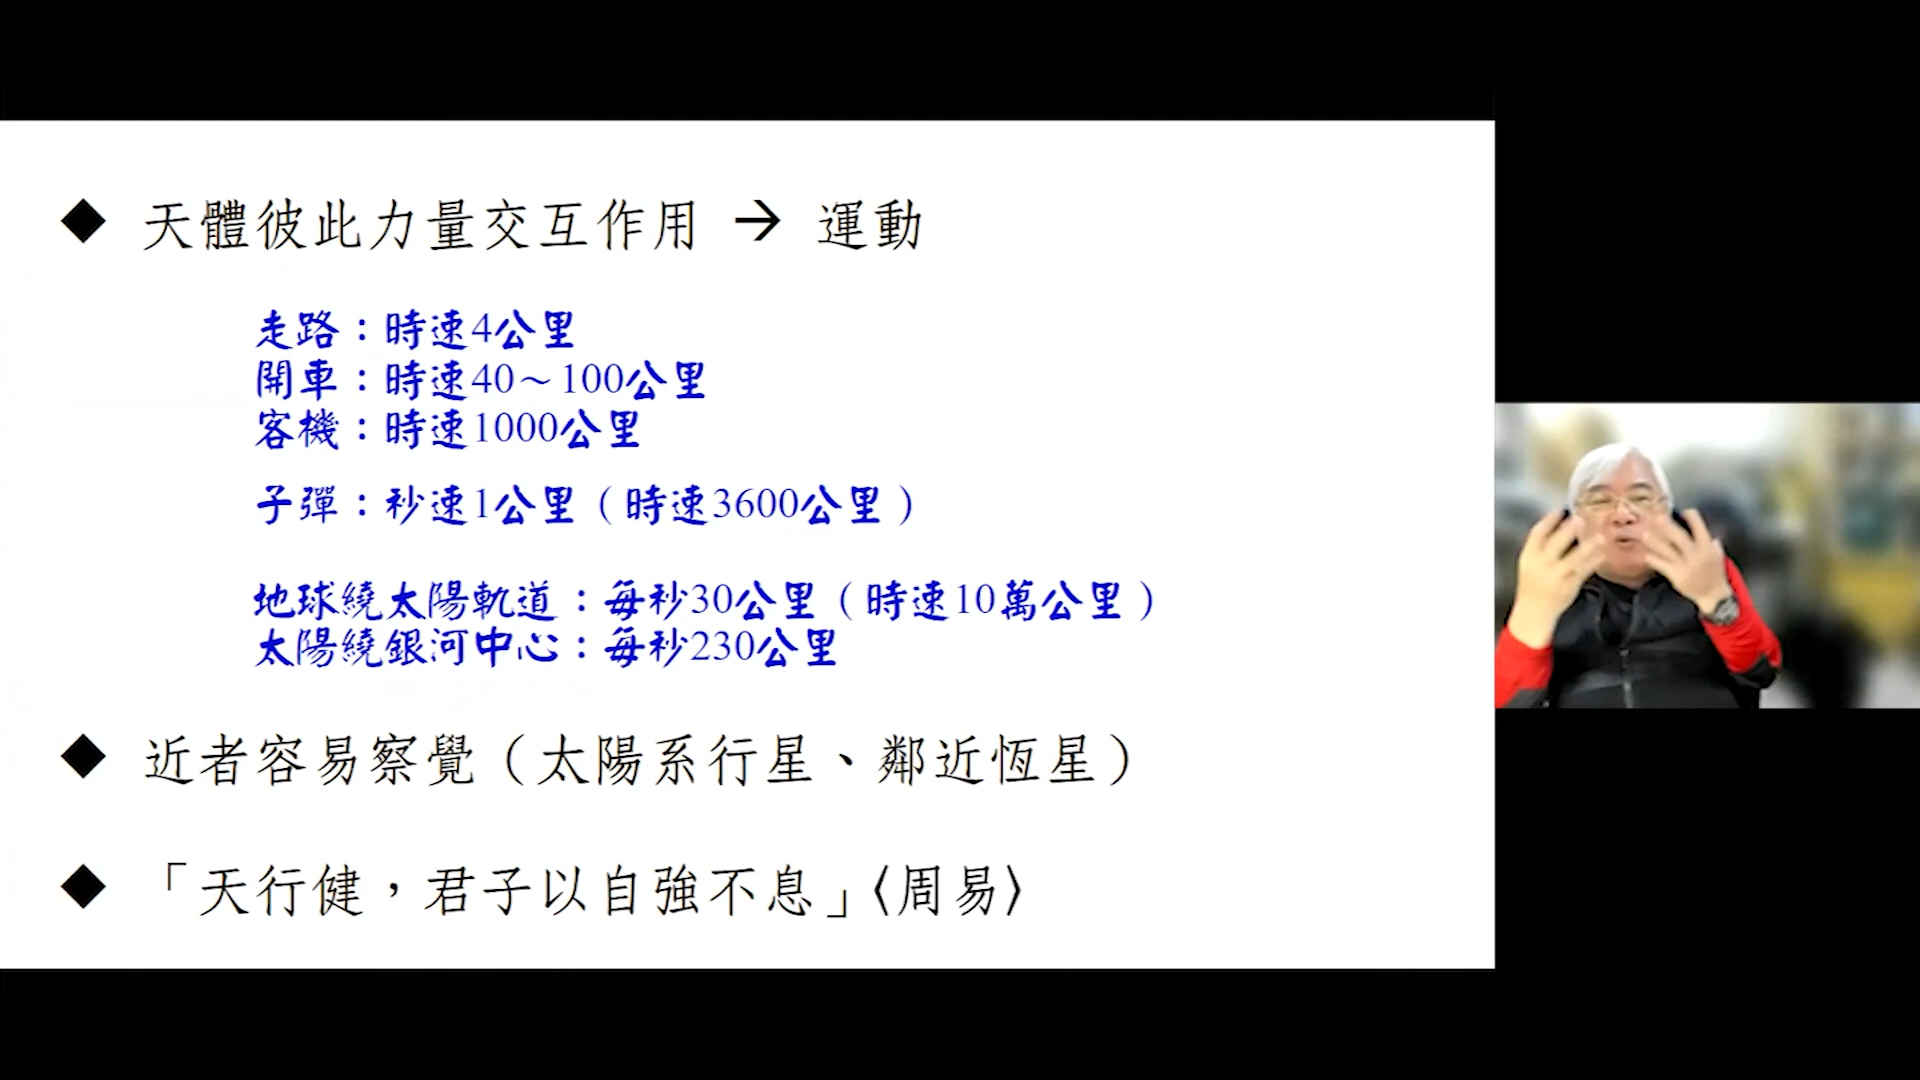 ◆ 天體彼此力量交互作用 → 運動
走路：時速4公里
開車：時速40～100公里
客機：時速1000公里
子彈：秒速1公里（時速3600公里）
地球繞太陽軌道：每秒30公里（時速10萬公里）
太陽繞銀河中心：每秒230公里
◆ 近者容易察覺（太陽系行星、鄰近恆星）
◆ 「天行健，君子以自強不息」〈周易〉